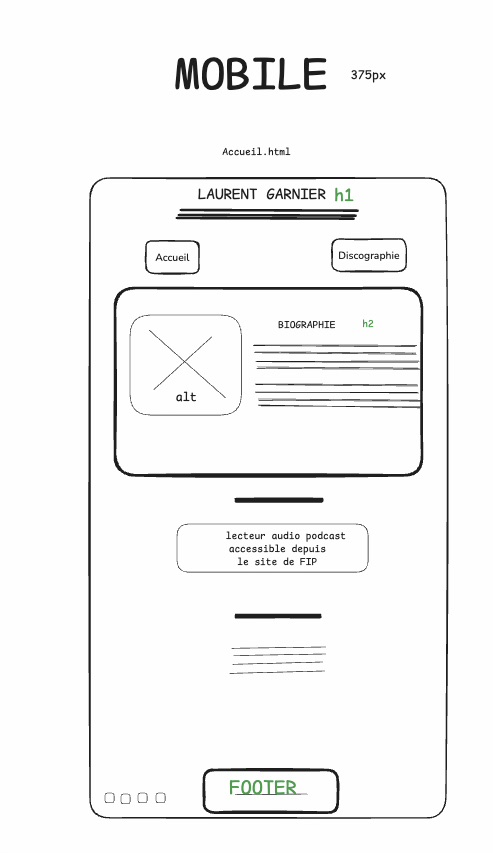 MOBILE 375px
Accueil.html
LAURENT GARNIER h1
Accueil
Discographie
BIOGRAPHIE h2
alt
lecteur audio podcast
accessible depuis
le site de FIP
FOOTER